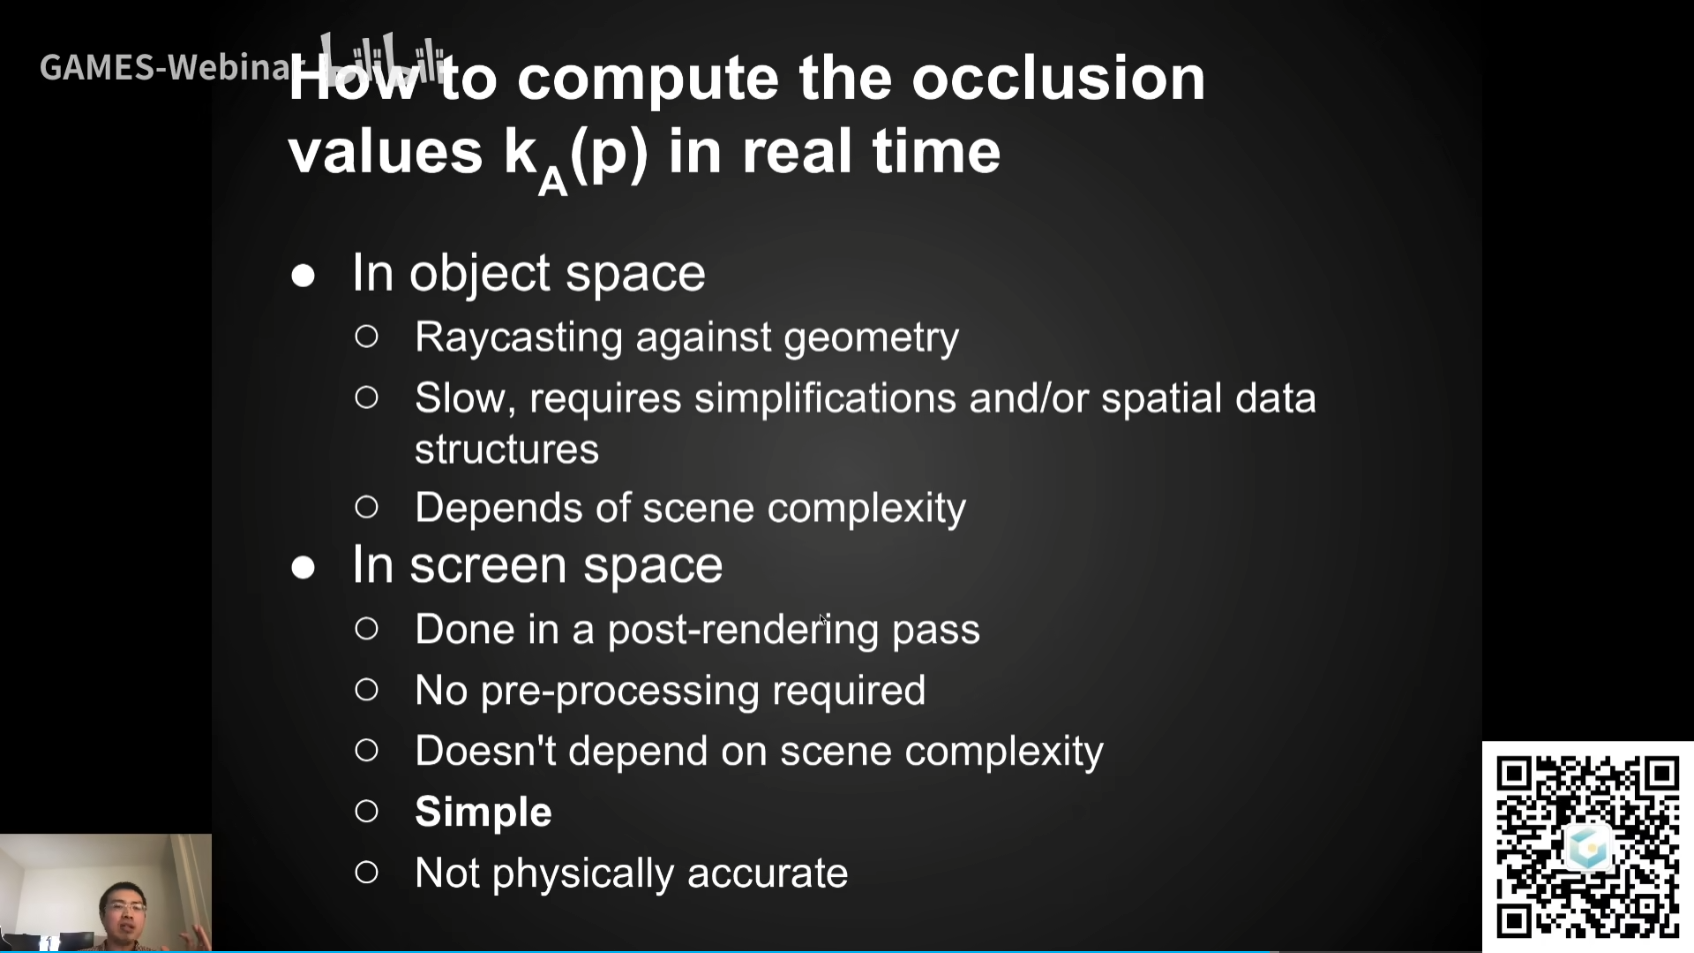 GAMES-Webinar bilibili
How to compute the occlusion
values kA(p) in real time
● In object space
○ Raycasting against geometry
○ Slow, requires simplifications and/or spatial data
structures
○ Depends of scene complexity
● In screen space
○ Done in a post-rendering pass
○ No pre-processing required
○ Doesn't depend on scene complexity
○ Simple
○ Not physically accurate